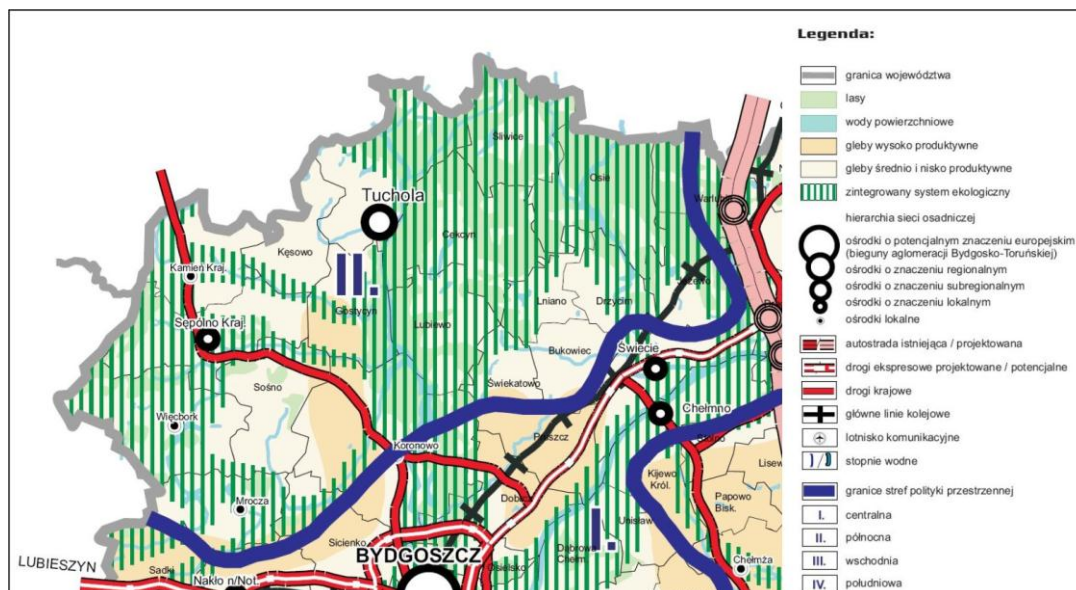 Legenda:
granica województwa
lasy
wody powierzchniowe
gleby wysoko produktywne
gleby średnio i nisko produktywne
zintegrowany system ekologiczny
hierarchia sieci osadniczej
ośrodki o potencjalnym znaczeniu europejskim
(bieguny aglomeracji Bydgosko-Toruńskiej)
ośrodki o znaczeniu regionalnym
ośrodki o znaczeniu subregionalnym
ośrodki o znaczeniu lokalnym
ośrodki lokalne
autostrada istniejąca / projektowana
drogi ekspresowe projektowane / potencjalne
drogi krajowe
główne linie kolejowe
lotnisko komunikacyjne
stopnie wodne
granice stref polityki przestrzennej
I. centralna
II. północna
III. wschodnia
IV. południowa
Śliwice
Osie
Tuchola
Cekcyn
Kęsowo
Kamień Kraj.
II.
Gostycyn
Lniano
Drzycim
Lubiewo
Sępólno Kraj.
Bukowiec
Świecie
Sośno
Świekatowo
Chełmno
Więcbork
Koronowo
Stolno
Lisew
Kijewo
Król.
Papowo
Bisk.
Mrocza
Unisław
Sicienko
BYDGOSZCZ
I.
Dąbrowa
Chełm.
Chełmża
LUBIESZYN
Sadki
Osielsko
Nakło n/Not.